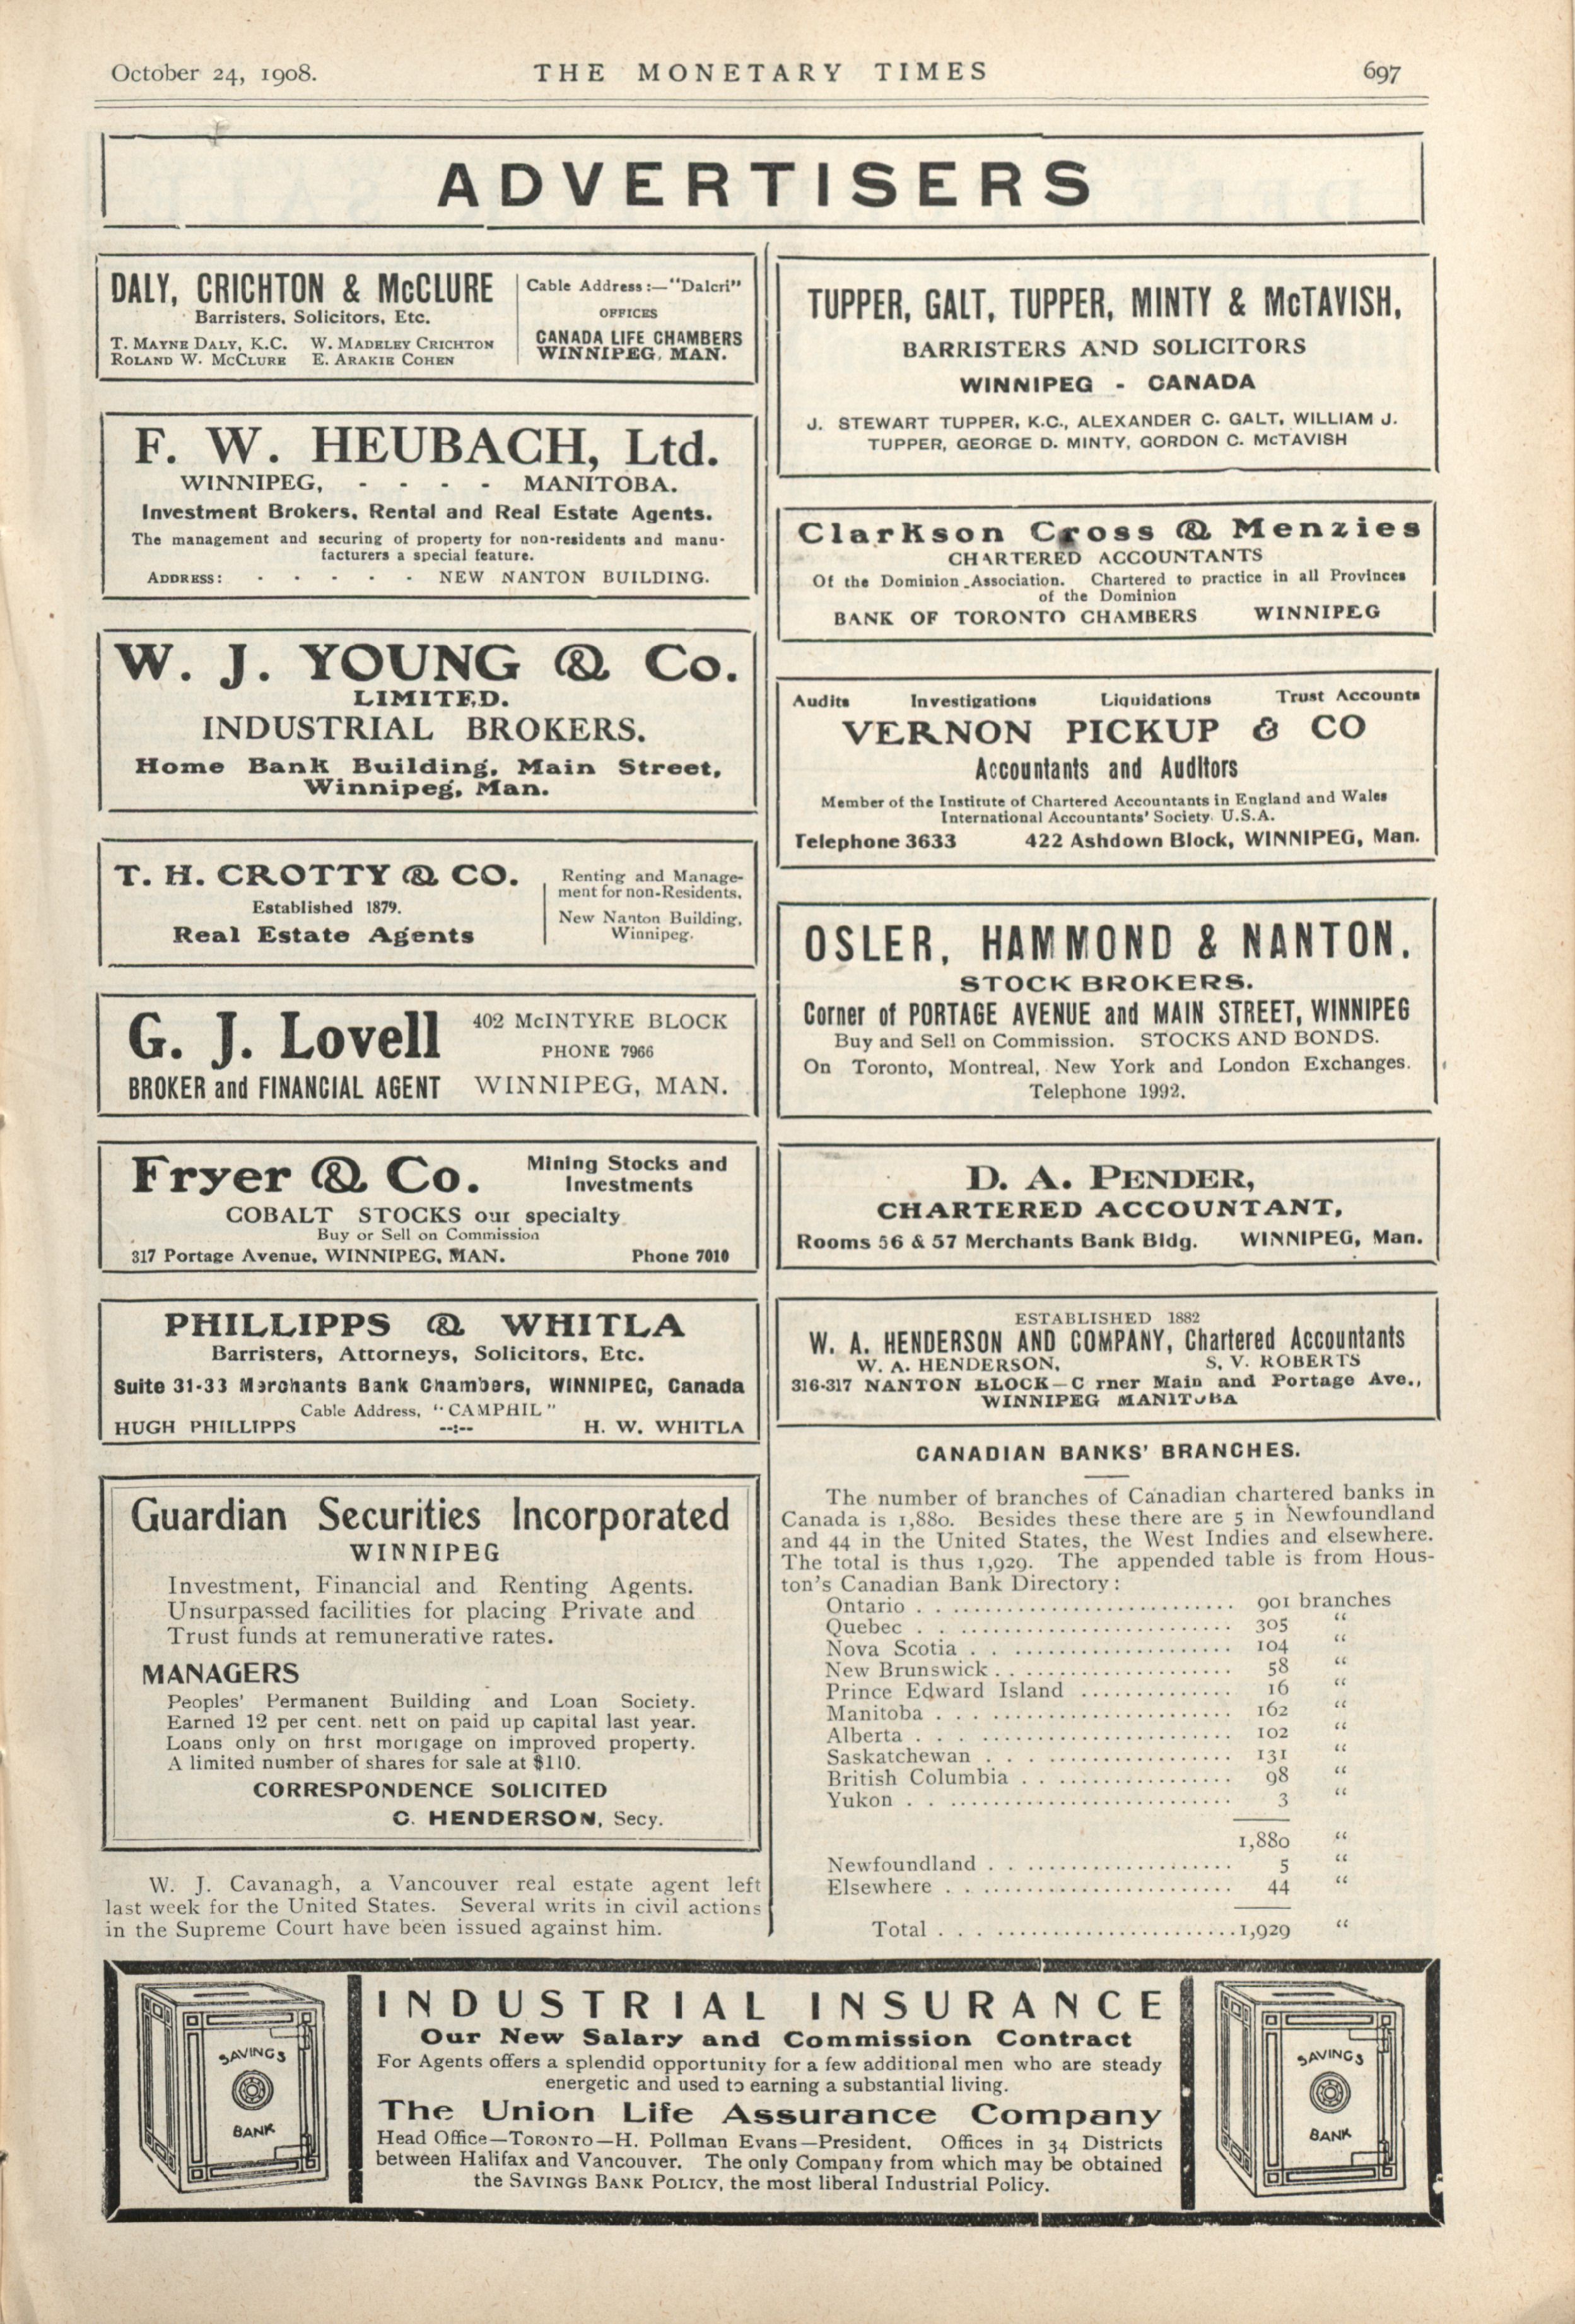 October 24, 1908.
THE MONETARY TIMES
697
ADVERTISERS
DALY, CRICHTON & McCLURE
Barristers, Solicitors, Etc.
T. MAYNE DALY, K.C. W. MADELEY CRICHTON
ROLAND W. MCCLURE E. ARAKIE COHEN
Cable Address :—"Dalcri"
OFFICES
CANADA LIFE CHAMBERS
WINNIPEG, MAN.
F. W. HEUBACH, Ltd.
WINNIPEG, - - - - MANITOBA.
Investment Brokers, Rental and Real Estate Agents.
The management and securing of property for non-residents and manu-
facturers a special feature.
ADDRESS: - - - - - NEW NANTON BUILDING.
W. J. YOUNG & Co.
LIMITED.
INDUSTRIAL BROKERS.
Home Bank Building, Main Street,
Winnipeg, Man.
T. H. CROTTY & CO.
Established 1879.
Real Estate Agents
Renting and Manage-
ment for non-Residents.
New Nanton Building,
Winnipeg.
G. J. Lovell
BROKER and FINANCIAL AGENT
402 McINTYRE BLOCK
PHONE 7966
WINNIPEG, MAN.
Fryer & Co.
Mining Stocks and
Investments
COBALT STOCKS our specialty
Buy or Sell on Commission
317 Portage Avenue, WINNIPEG, MAN. Phone 7010
PHILLIPPS & WHITLA
Barristers, Attorneys, Solicitors, Etc.
Suite 31-33 Merchants Bank Chambers, WINNIPEG, Canada
Cable Address, "CAMPHIL"
HUGH PHILLIPPS --:-- H. W. WHITLA
Guardian Securities Incorporated
WINNIPEG
Investment, Financial and Renting Agents.
Unsurpassed facilities for placing Private and
Trust funds at remunerative rates.
MANAGERS
Peoples' Permanent Building and Loan Society.
Earned 12 per cent. nett on paid up capital last year.
Loans only on first mortgage on improved property.
A limited number of shares for sale at $110.
CORRESPONDENCE SOLICITED
C. HENDERSON, Secy.
W. J. Cavanagh, a Vancouver real estate agent left
last week for the United States. Several writs in civil actions
in the Supreme Court have been issued against him.
TUPPER, GALT, TUPPER, MINTY & McTAVISH,
BARRISTERS AND SOLICITORS
WINNIPEG - CANADA
J. STEWART TUPPER, K.C., ALEXANDER C. GALT, WILLIAM J.
TUPPER, GEORGE D. MINTY, GORDON C. McTAVISH
Clarkson Cross & Menzies
CHARTERED ACCOUNTANTS
Of the Dominion Association. Chartered to practice in all Provinces
of the Dominion
BANK OF TORONTO CHAMBERS WINNIPEG
Audits Investigations Liquidations Trust Accounts
VERNON PICKUP & CO
Accountants and Auditors
Member of the Institute of Chartered Accountants in England and Wales
International Accountants' Society. U.S.A.
Telephone 3633 422 Ashdown Block, WINNIPEG, Man.
OSLER, HAMMOND & NANTON.
STOCK BROKERS.
Corner of PORTAGE AVENUE and MAIN STREET, WINNIPEG
Buy and Sell on Commission. STOCKS AND BONDS.
On Toronto, Montreal, New York and London Exchanges.
Telephone 1992.
D. A. PENDER,
CHARTERED ACCOUNTANT,
Rooms 56 & 57 Merchants Bank Bldg. WINNIPEG, Man.
ESTABLISHED 1882
W. A. HENDERSON AND COMPANY, Chartered Accountants
W. A. HENDERSON, S. V. ROBERTS
316-317 NANTON BLOCK—C rner Main and Portage Ave.,
WINNIPEG MANITOBA
CANADIAN BANKS' BRANCHES.
The number of branches of Canadian chartered banks in
Canada is 1,880. Besides these there are 5 in Newfoundland
and 44 in the United States, the West Indies and elsewhere.
The total is thus 1,929. The appended table is from Hous-
ton's Canadian Bank Directory:
Ontario . . .......................... 901 branches
Quebec . . .......................... 305 "
Nova Scotia . . .................... 104 "
New Brunswick . . .................. 58 "
Prince Edward Island .............. 16 "
Manitoba . . . ...................... 162 "
Alberta . . . ........................ 102 "
Saskatchewan . . . ................. 131 "
British Columbia . . ................ 98 "
Yukon . . .......................... 3 "
1,880 "
Newfoundland . . .................... 5 "
Elsewhere . . ........................ 44 "
Total . . . ........................1,929 "
SAVINGS
BANK
INDUSTRIAL INSURANCE
Our New Salary and Commission Contract
For Agents offers a splendid opportunity for a few additional men who are steady
energetic and used to earning a substantial living.
The Union Life Assurance Company
Head Office—TORONTO—H. Pollman Evans—President. Offices in 34 Districts
between Halifax and Vancouver. The only Company from which may be obtained
the SAVINGS BANK POLICY, the most liberal Industrial Policy.
SAVINGS
BANK